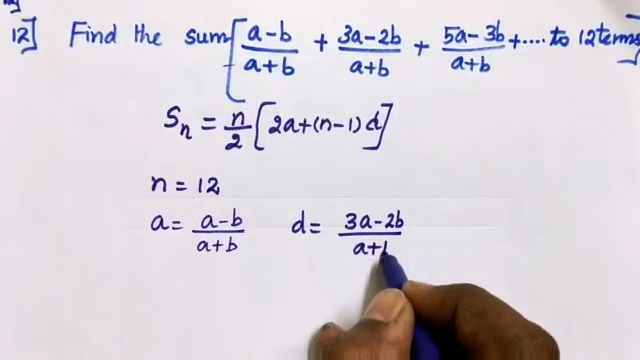 12] Find the sum [a-b/a+b + 3a-2b/a+b + 5a-3b/a+b +.... to 12 terms]
Sn = n/2 [2a+(n-1)d]
n = 12
a = a-b/a+b d = 3a-2b/a+b